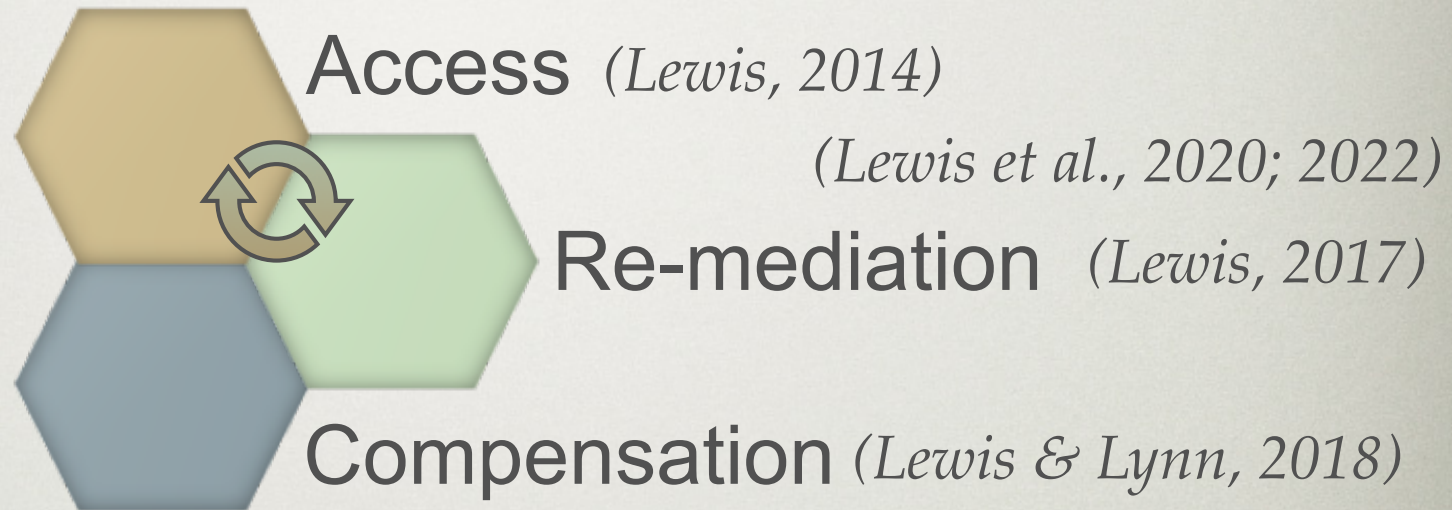 Access (Lewis, 2014)
(Lewis et al., 2020; 2022)
Re-mediation (Lewis, 2017)
Compensation (Lewis & Lynn, 2018)